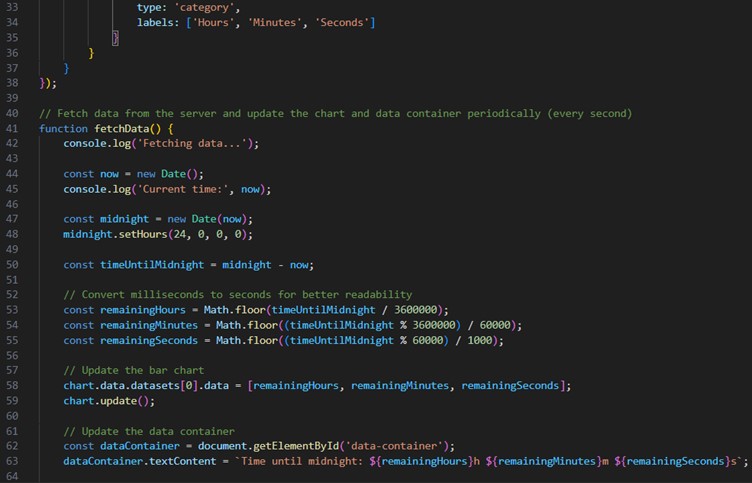 33 type: 'category',
34 labels: ['Hours', 'Minutes', 'Seconds']
35 }
36 }
37 }
38 });
39
40 // Fetch data from the server and update the chart and data container periodically (every second)
41 function fetchData() {
42 console.log('Fetching data...');
43
44 const now = new Date();
45 console.log('Current time:', now);
46
47 const midnight = new Date(now);
48 midnight.setHours(24, 0, 0, 0);
49
50 const timeUntilMidnight = midnight - now;
51
52 // Convert milliseconds to seconds for better readability
53 const remainingHours = Math.floor(timeUntilMidnight / 3600000);
54 const remainingMinutes = Math.floor((timeUntilMidnight % 3600000) / 60000);
55 const remainingSeconds = Math.floor((timeUntilMidnight % 60000) / 1000);
56
57 // Update the bar chart
58 chart.data.datasets[0].data = [remainingHours, remainingMinutes, remainingSeconds];
59 chart.update();
60
61 // Update the data container
62 const dataContainer = document.getElementById('data-container');
63 dataContainer.textContent = `Time until midnight: ${remainingHours}h ${remainingMinutes}m ${remainingSeconds}s`;
64